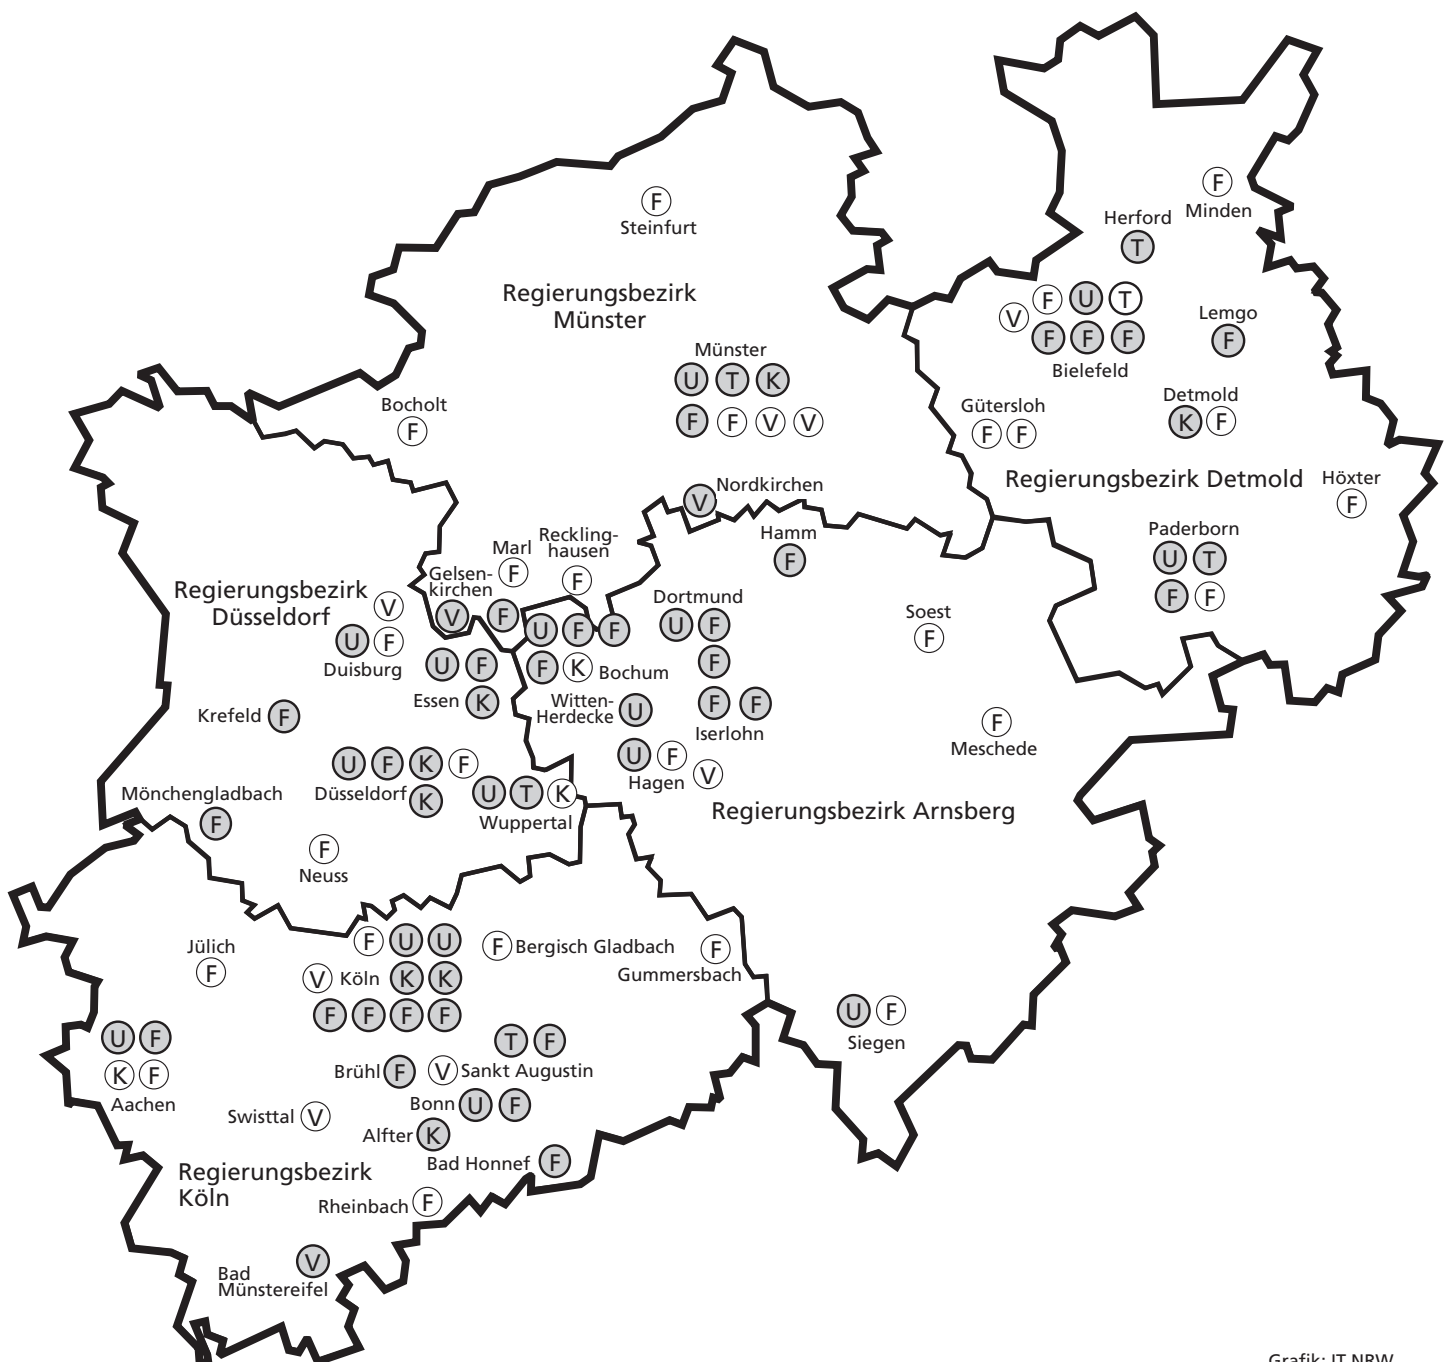 F
Steinfurt
F
Minden
Herford
T
Regierungsbezirk
Münster
V F U T
F F F
Bielefeld
Lemgo
F
Münster
U T K
F F V V
Bocholt
F
Gütersloh
F F
Detmold
K F
Regierungsbezirk Detmold
Höxter
F
V
Nordkirchen
Hamm
F
Paderborn
U T
F F
Marl
F
Reckling-
hausen
F
Gelsen-
kirchen
V F
Regierungsbezirk
Düsseldorf
V
U F
Duisburg
U F F
F K Bochum
Dortmund
U F
F
Soest
F
U F
Essen K
Witten-
Herdecke U
F F
Iserlohn
Krefeld F
F
Meschede
U F
Hagen V
U F K F
Düsseldorf K
U T K
Wuppertal
Mönchengladbach
F
Regierungsbezirk Arnsberg
F
Neuss
F U U
V Köln K K
F F F F
F Bergisch Gladbach
F
Gummersbach
Jülich
F
U F
K F
Aachen
U F
Siegen
T F
Brühl F
V Sankt Augustin
Bonn U F
Swisttal V
Alfter K
Bad Honnef F
Regierungsbezirk
Köln
Rheinbach F
V
Bad
Münstereifel
Grafik: IT.NRW